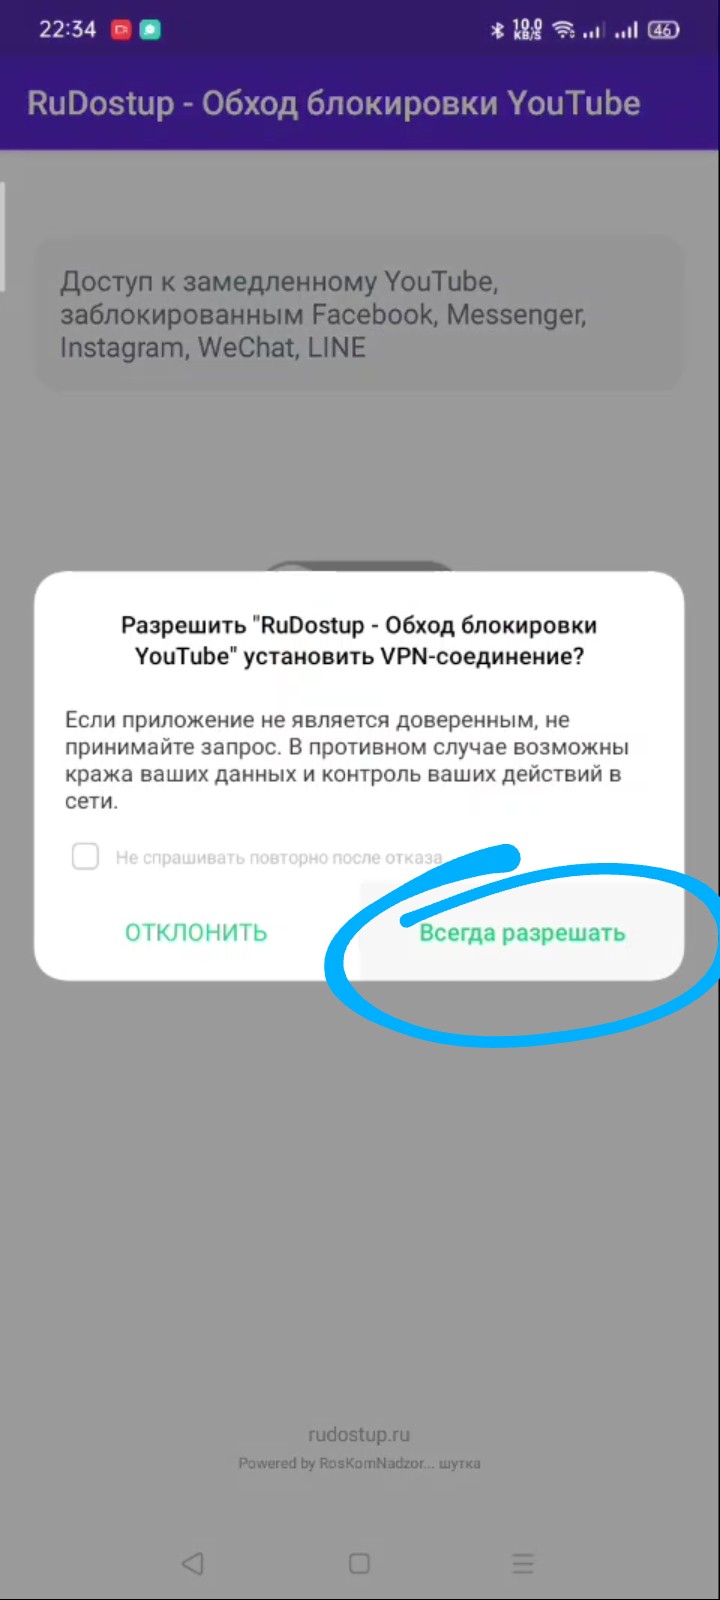 22:34
10.0
KB/S
46
RuDostup - Обход блокировки YouTube
Доступ к замедленному YouTube,
заблокированным Facebook, Messenger,
Instagram, WeChat, LINE
Разрешить "RuDostup - Обход блокировки
YouTube" установить VPN-соединение?
Если приложение не является доверенным, не
принимайте запрос. В противном случае возможны
кража ваших данных и контроль ваших действий в
сети.
Не спрашивать повторно после отказа
ОТКЛОНИТЬ
Всегда разрешать
rudostup.ru
Powered by RosKomNadzor... шутка